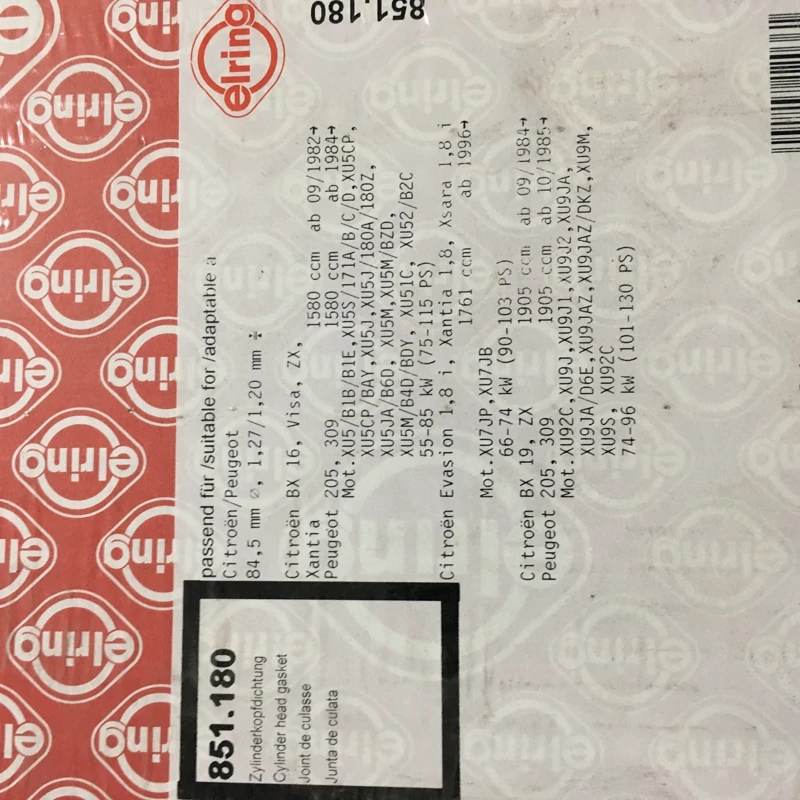 elring
851.180
851.180
Zylinderkopfdichtung
Cylinder head gasket
Joint de culasse
Junta de culata
passend für /suitable for /adaptable a
Citroën/Peugeot
84,5 mm ⌀, 1,27/1,20 mm ÷
Citroën BX 16, Visa, ZX,
Xantia 1580 ccm ab 09/1982→
Peugeot 205, 309 1580 ccm ab 1984→
Mot.XU5/B1B/B1E,XU5S/171A/B/C/D,XU5CP,
XU5CP/BAY,XU5J,XU5J/180A/180Z,
XU5JA/B6D, XU5M,XU5M/BZD,
XU5M/B4D/BDY, XU51C, XU52/B2C
55-85 kW (75-115 PS)
Citroën Evasion 1,8 i, Xantia 1,8, Xsara 1,8 i
1761 ccm ab 1996→
Mot.XU7JP,XU7JB
66-74 kW (90-103 PS)
Citroën BX 19, ZX 1905 ccm ab 09/1984→
Peugeot 205, 309 1905 ccm ab 10/1985→
Mot.XU92C,XU9J,XU9J1,XU9J2,XU9JA,
XU9JA/D6E,XU9JAZ,XU9JAZ/DKZ,XU9M,
XU9S, XU92C
74-96 kW (101-130 PS)